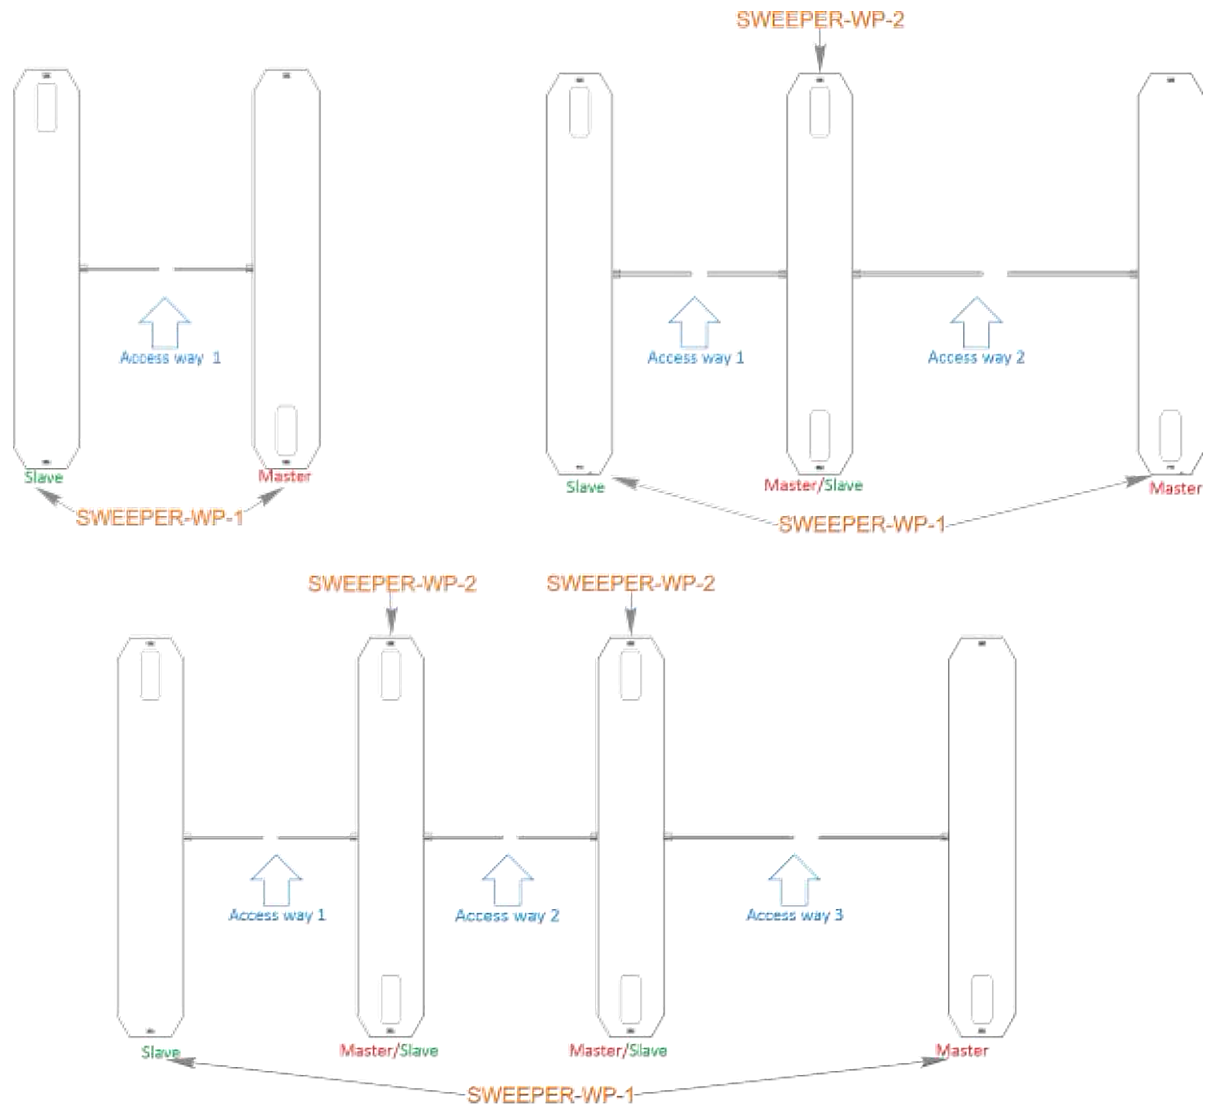 SWEEPER-WP-2
Access way 1
Slave
Master
SWEEPER-WP-1
Access way 1
Access way 2
Slave
Master/Slave
Master
SWEEPER-WP-1
SWEEPER-WP-2
SWEEPER-WP-2
Access way 1
Access way 2
Access way 3
Slave
Master/Slave
Master/Slave
Master
SWEEPER-WP-1